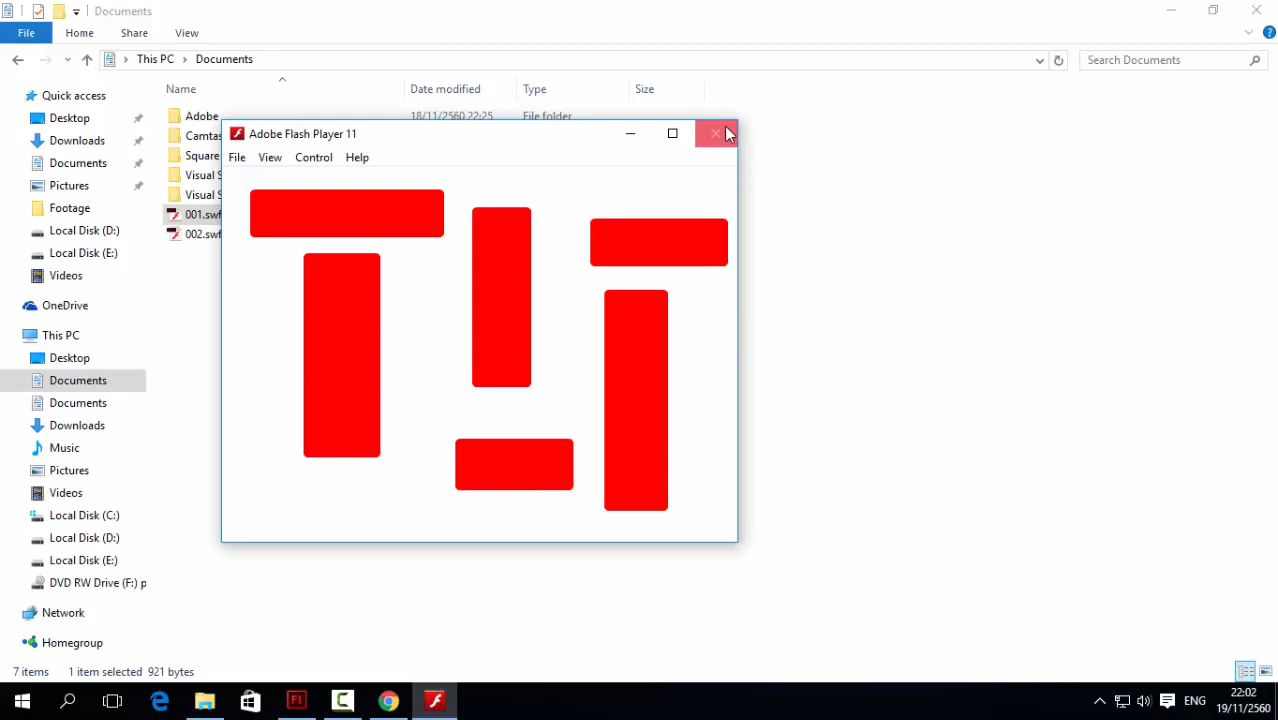 Documents
File Home Share View
This PC Documents
Search Documents
Name Date modified Type Size
Quick access
Desktop
Downloads
Documents
Pictures
Footage
Local Disk (D:)
Local Disk (E:)
Videos
OneDrive
This PC
Desktop
Documents
Documents
Downloads
Music
Pictures
Videos
Local Disk (C:)
Local Disk (D:)
Local Disk (E:)
DVD RW Drive (F:) p
Network
Homegroup
Adobe 18/11/2560 22:25 File folder
Camtas
Square
Visual S
Visual S
001.swf
002.swf
Adobe Flash Player 11
File View Control Help
7 items 1 item selected 921 bytes
Fl
C
ENG
22:02
19/11/2560